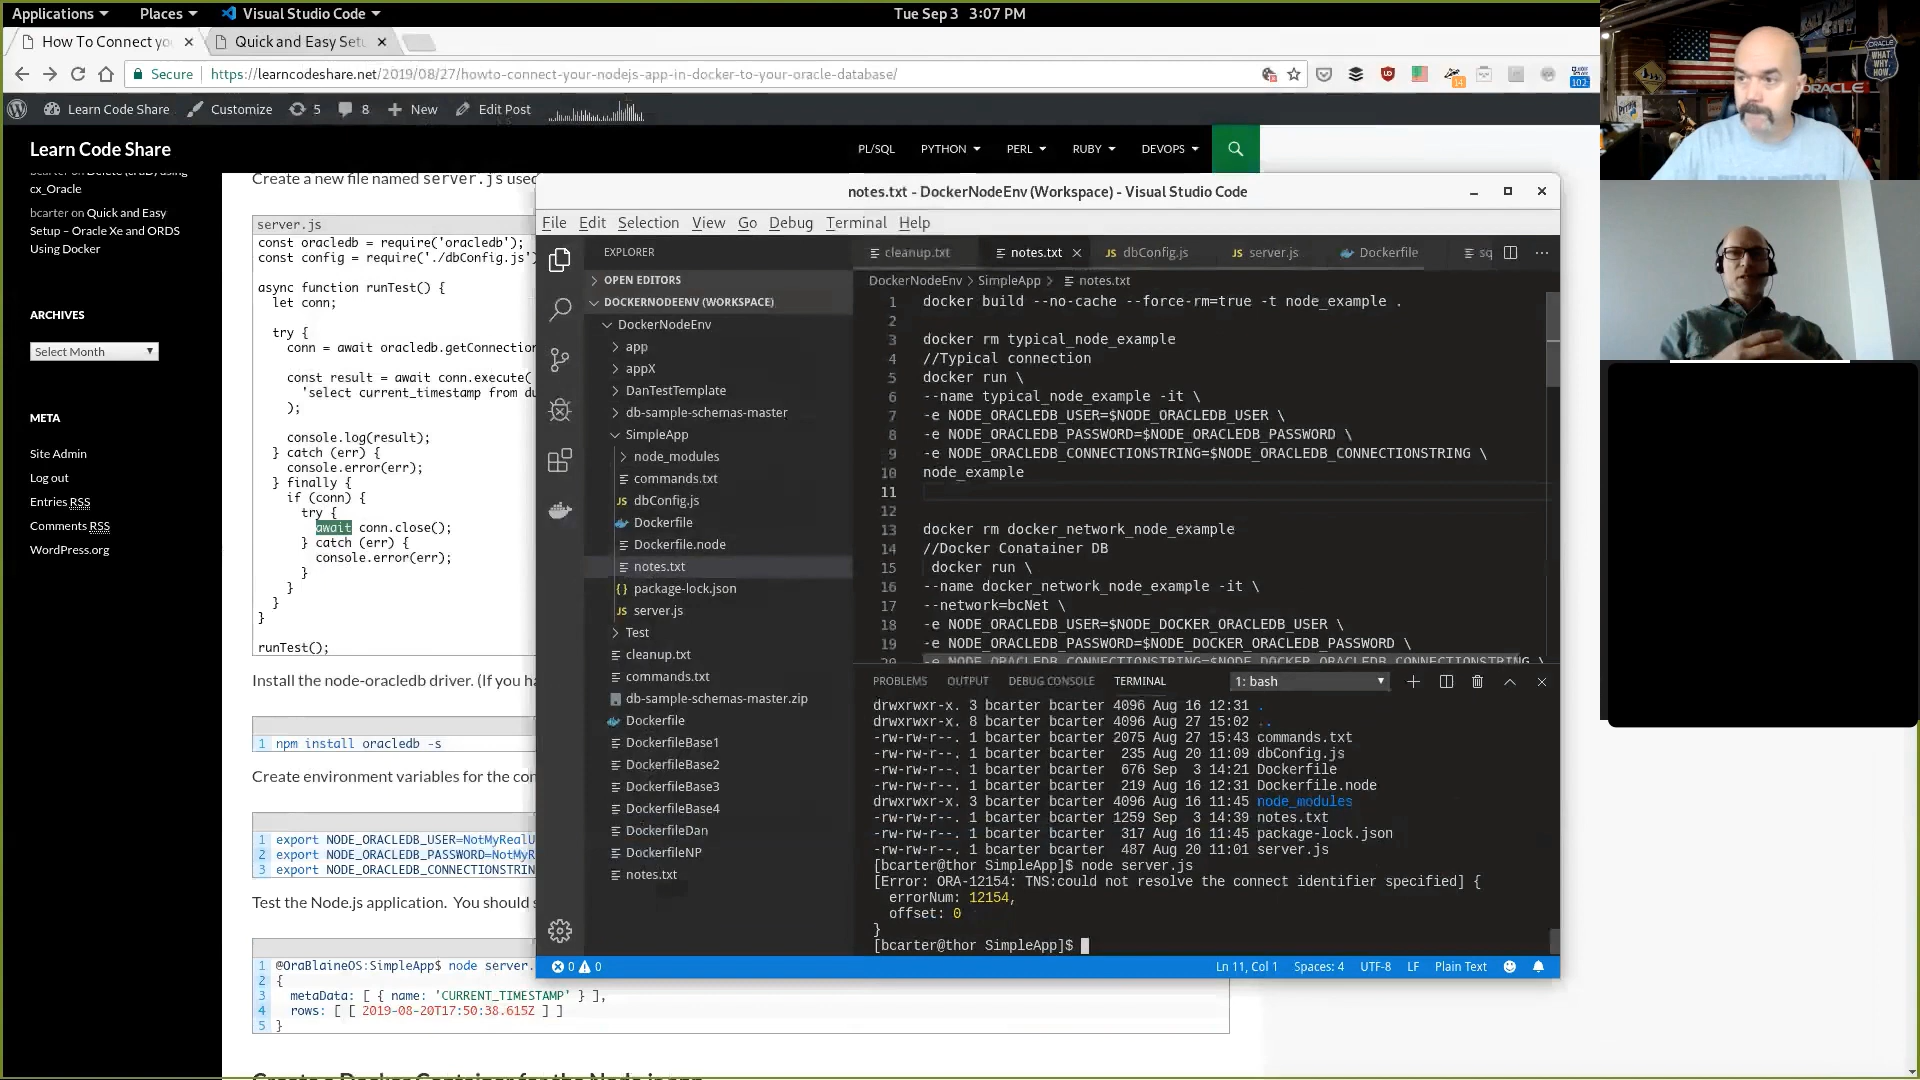 Applications
Places
Visual Studio Code
Tue Sep 3 3:07 PM
How To Connect yo
Quick and Easy Setu
Secure
https://learncodeshare.net/2019/08/27/howto-connect-your-nodejs-app-in-docker-to-your-oracle-database/
102
Learn Code Share
Customize
5
8
New
Edit Post
Learn Code Share
PL/SQL
PYTHON
PERL
RUBY
DEVOPS
cx_Oracle
bcarter on Quick and Easy
Setup – Oracle Xe and ORDS
Using Docker
ARCHIVES
Select Month
META
Site Admin
Log out
Entries RSS
Comments RSS
WordPress.org
Create a new file named server.js used
server.js
const oracledb = require('oracledb');
const config = require('./dbConfig.js')
async function runTest() {
let conn;
try {
conn = await oracledb.getConnection
const result = await conn.execute(
'select current_timestamp from du
);
console.log(result);
} catch (err) {
console.error(err);
} finally {
if (conn) {
try {
await conn.close();
} catch (err) {
console.error(err);
}
}
}
}
runTest();
Install the node-oracledb driver. (If you ha
1 npm install oracledb -s
Create environment variables for the con
1 export NODE_ORACLEDB_USER=NotMyRealU
2 export NODE_ORACLEDB_PASSWORD=NotMyR
3 export NODE_ORACLEDB_CONNECTIONSTRIN
Test the Node.js application. You should s
1 @OraBlaineOS:SimpleApp$ node server.
2 {
3 metaData: [ { name: 'CURRENT_TIMESTAMP' } ],
4 rows: [ [ 2019-08-20T17:50:38.615Z ] ]
5 }
Create a Docker Container for the Node.js app
notes.txt - DockerNodeEnv (Workspace) - Visual Studio Code
File Edit Selection View Go Debug Terminal Help
EXPLORER
OPEN EDITORS
DOCKERNODEENV (WORKSPACE)
DockerNodeEnv
app
appX
DanTestTemplate
db-sample-schemas-master
SimpleApp
node_modules
commands.txt
JS dbConfig.js
Dockerfile
Dockerfile.node
notes.txt
{} package-lock.json
JS server.js
Test
cleanup.txt
commands.txt
db-sample-schemas-master.zip
Dockerfile
DockerfileBase1
DockerfileBase2
DockerfileBase3
DockerfileBase4
DockerfileDan
DockerfileNP
notes.txt
cleanup.txt
notes.txt
JS dbConfig.js
JS server.js
Dockerfile
sq
DockerNodeEnv > SimpleApp > notes.txt
1 docker build --no-cache --force-rm=true -t node_example .
2
3 docker rm typical_node_example
4 //Typical connection
5 docker run \
6 --name typical_node_example -it \
7 -e NODE_ORACLEDB_USER=$NODE_ORACLEDB_USER \
8 -e NODE_ORACLEDB_PASSWORD=$NODE_ORACLEDB_PASSWORD \
9 -e NODE_ORACLEDB_CONNECTIONSTRING=$NODE_ORACLEDB_CONNECTIONSTRING \
10 node_example
11
12
13 docker rm docker_network_node_example
14 //Docker Conatainer DB
15 docker run \
16 --name docker_network_node_example -it \
17 --network=bcNet \
18 -e NODE_ORACLEDB_USER=$NODE_DOCKER_ORACLEDB_USER \
19 -e NODE_ORACLEDB_PASSWORD=$NODE_DOCKER_ORACLEDB_PASSWORD \
20 -e NODE_ORACLEDB_CONNECTIONSTRING=$NODE_DOCKER_ORACLEDB_CONNECTIONSTRING \
PROBLEMS OUTPUT DEBUG CONSOLE TERMINAL
1: bash
drwxrwxr-x. 3 bcarter bcarter 4096 Aug 16 12:31 .
drwxrwxr-x. 8 bcarter bcarter 4096 Aug 27 15:02 ..
-rw-rw-r--. 1 bcarter bcarter 2075 Aug 27 15:43 commands.txt
-rw-rw-r--. 1 bcarter bcarter 235 Aug 20 11:09 dbConfig.js
-rw-rw-r--. 1 bcarter bcarter 676 Sep 3 14:21 Dockerfile
-rw-rw-r--. 1 bcarter bcarter 219 Aug 16 12:31 Dockerfile.node
drwxrwxr-x. 3 bcarter bcarter 4096 Aug 16 11:45 node_modules
-rw-rw-r--. 1 bcarter bcarter 1259 Sep 3 14:39 notes.txt
-rw-rw-r--. 1 bcarter bcarter 317 Aug 16 11:45 package-lock.json
-rw-rw-r--. 1 bcarter bcarter 487 Aug 20 11:01 server.js
[bcarter@thor SimpleApp]$ node server.js
[Error: ORA-12154: TNS:could not resolve the connect identifier specified] {
errorNum: 12154,
offset: 0
}
[bcarter@thor SimpleApp]$
0 0
Ln 11, Col 1
Spaces: 4
UTF-8
LF
Plain Text
ORACLE
WHAT.
WHY.
HOW.
ORACLE